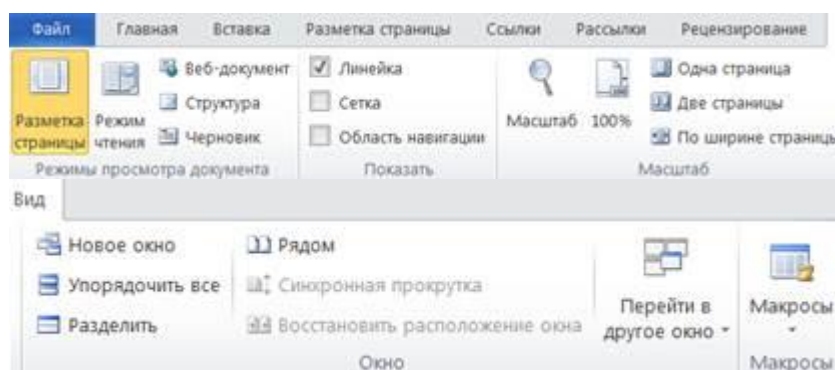 Файл Главная Вставка Разметка страницы Ссылки Рассылки Рецензирование
Разметка страницы
Режим чтения
Веб-документ
Структура
Черновик
Режимы просмотра документа
Линейка
Сетка
Область навигации
Показать
Масштаб
100%
Одна страница
Две страницы
По ширине страницы
Масштаб
Вид
Новое окно
Упорядочить все
Разделить
Рядом
Синхронная прокрутка
Восстановить расположение окна
Перейти в
другое окно
Окно
Макросы
Макросы